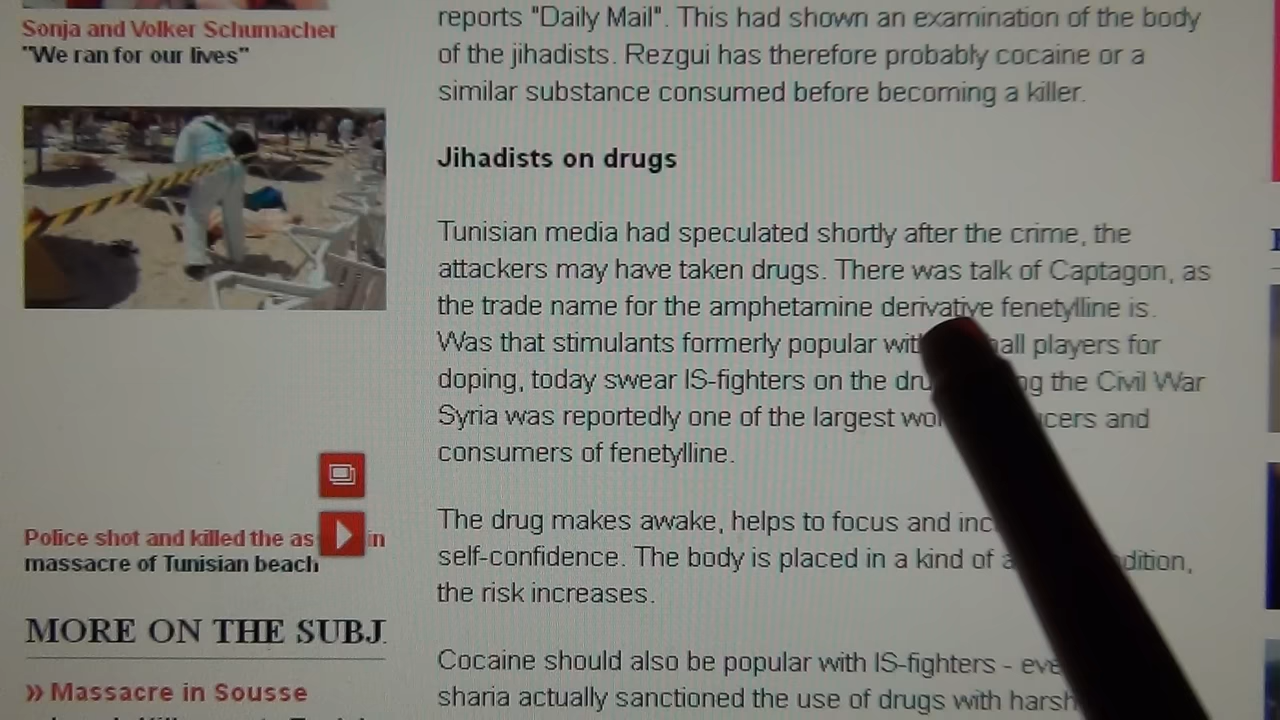 Sonja and Volker Schumacher
"We ran for our lives"
Police shot and killed the as in
massacre of Tunisian beach
MORE ON THE SUBJ
» Massacre in Sousse
reports "Daily Mail". This had shown an examination of the body
of the jihadists. Rezgui has therefore probably cocaine or a
similar substance consumed before becoming a killer.
Jihadists on drugs
Tunisian media had speculated shortly after the crime, the
attackers may have taken drugs. There was talk of Captagon, as
the trade name for the amphetamine derivative fenetylline is.
Was that stimulants formerly popular with all players for
doping, today swear IS-fighters on the dru g the Civil War
Syria was reportedly one of the largest wo cers and
consumers of fenetylline.
The drug makes awake, helps to focus and inc
self-confidence. The body is placed in a kind of a dition,
the risk increases.
Cocaine should also be popular with IS-fighters - eve
sharia actually sanctioned the use of drugs with harsh